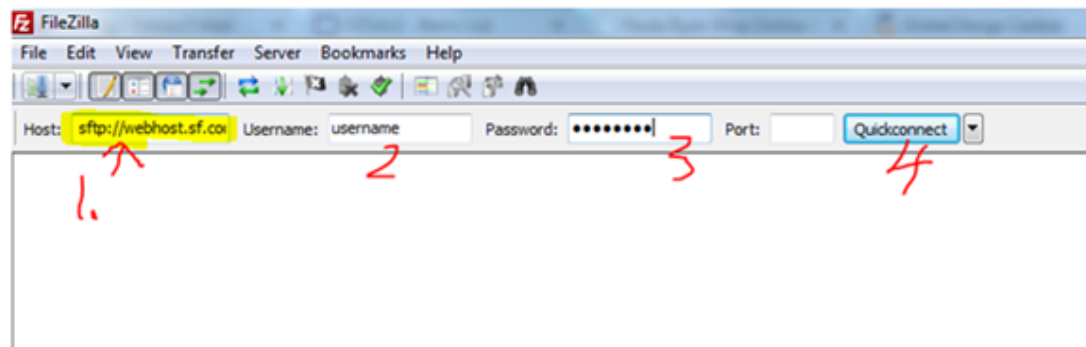 FileZilla
File Edit View Transfer Server Bookmarks Help
Host: sftp://webhost.sf.co Username: username Password: ●●●●●●●● Port: Quickconnect
1. 2 3 4